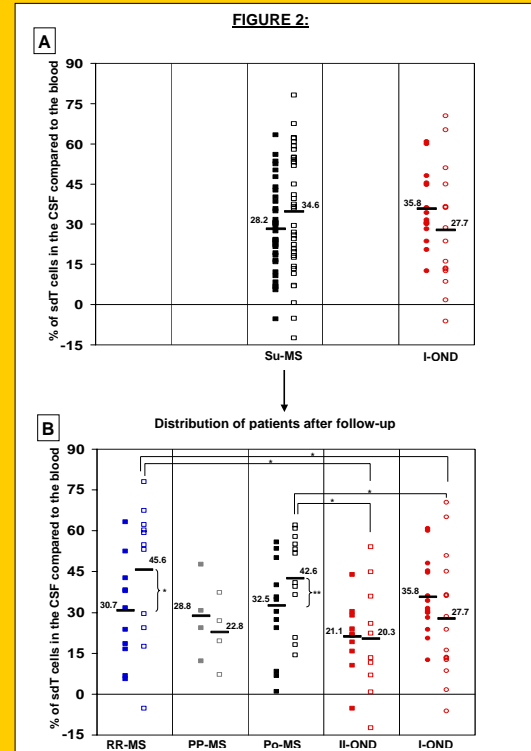 FIGURE 2:
A
% of sdT cells in the CSF compared to the blood
90
75
60
45
30
15
0
-15
28.2
34.6
35.8
27.7
Su-MS
I-OND
Distribution of patients after follow-up
B
% of sdT cells in the CSF compared to the blood
90
75
60
45
30
15
0
-15
*
*
*
*
30.7
45.6
*
28.8
22.8
32.5
42.6
**
21.1
20.3
35.8
27.7
RR-MS
PP-MS
Po-MS
II-OND
I-OND